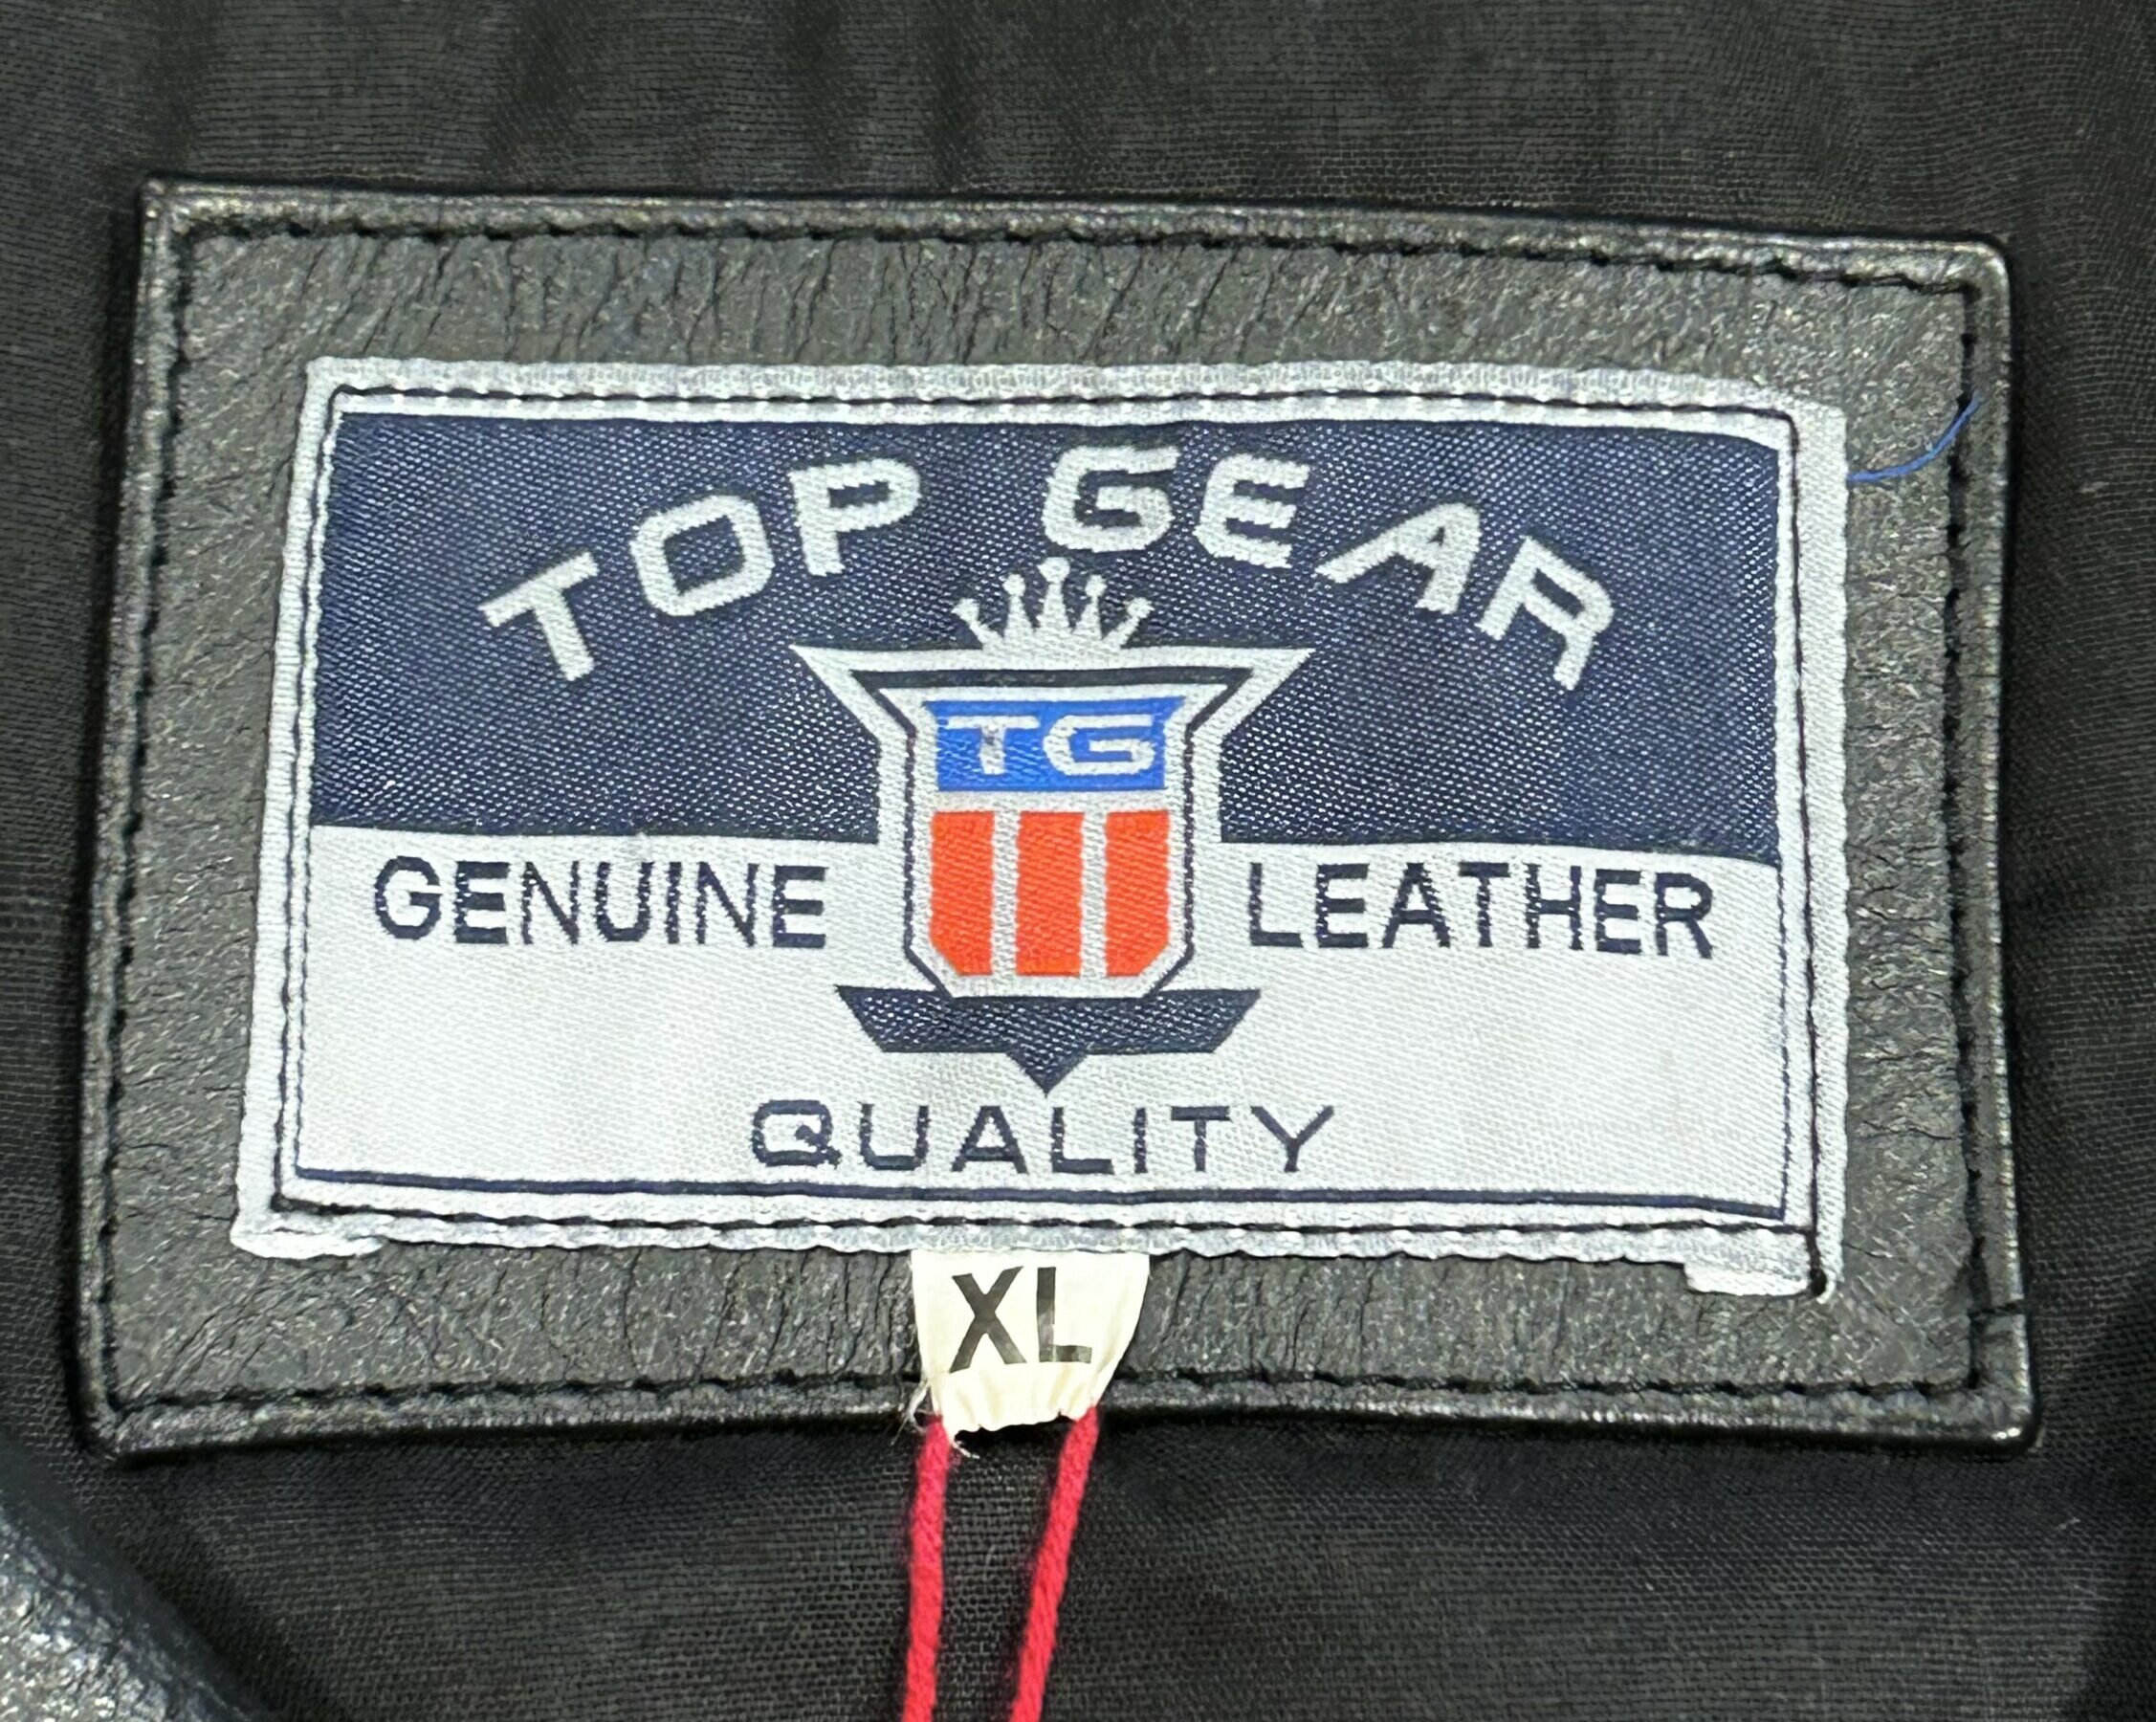 TOP GEAR
TG
GENUINE LEATHER
QUALITY
XL